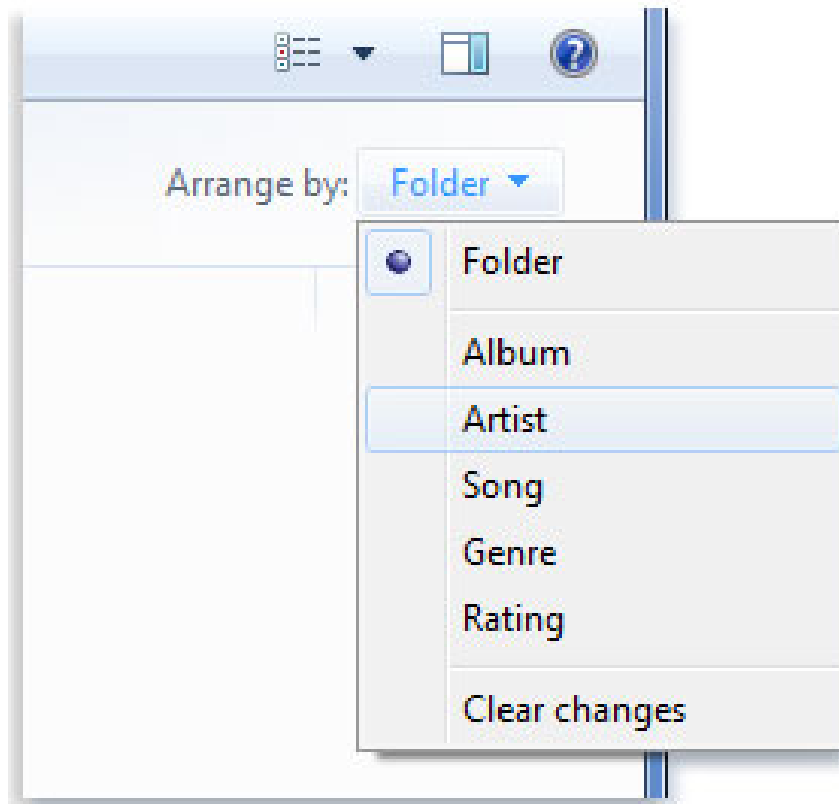 ?
Arrange by: Folder
Folder
Album
Artist
Song
Genre
Rating
Clear changes